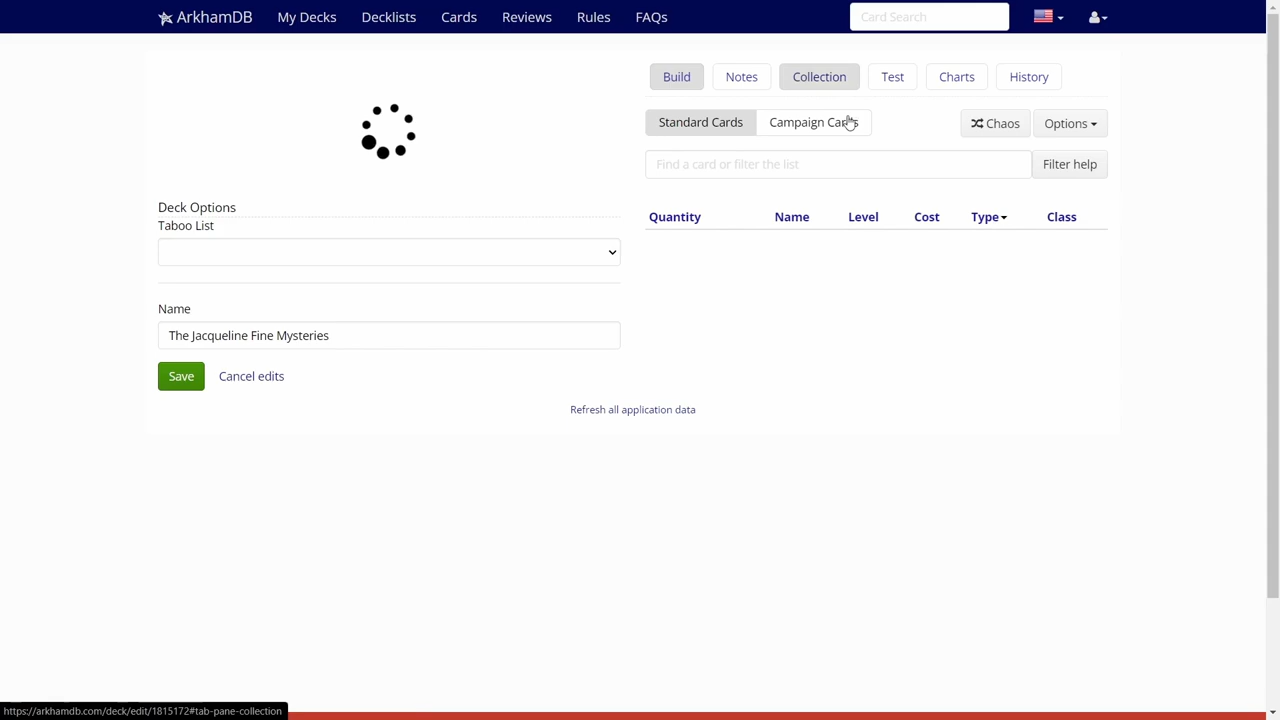 ArkhamDB My Decks Decklists Cards Reviews Rules FAQs Card Search
Build Notes Collection Test Charts History
Standard Cards Campaign Cards Chaos Options
Find a card or filter the list Filter help
Deck Options
Taboo List
Quantity Name Level Cost Type Class
Name
The Jacqueline Fine Mysteries
Save Cancel edits
Refresh all application data
https://arkhamdb.com/deck/edit/1815172#tab-pane-collection